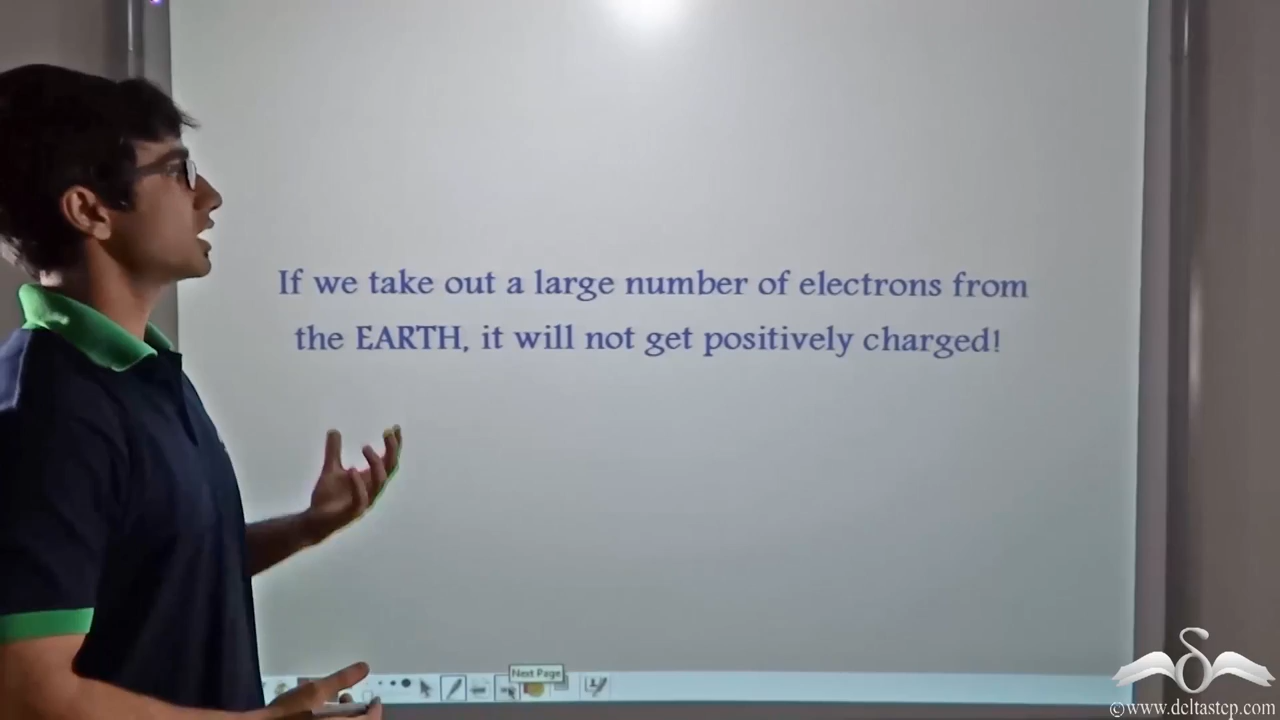 If we take out a large number of electrons from
the EARTH, it will not get positively charged!
Next Page
©www.deltastep.com